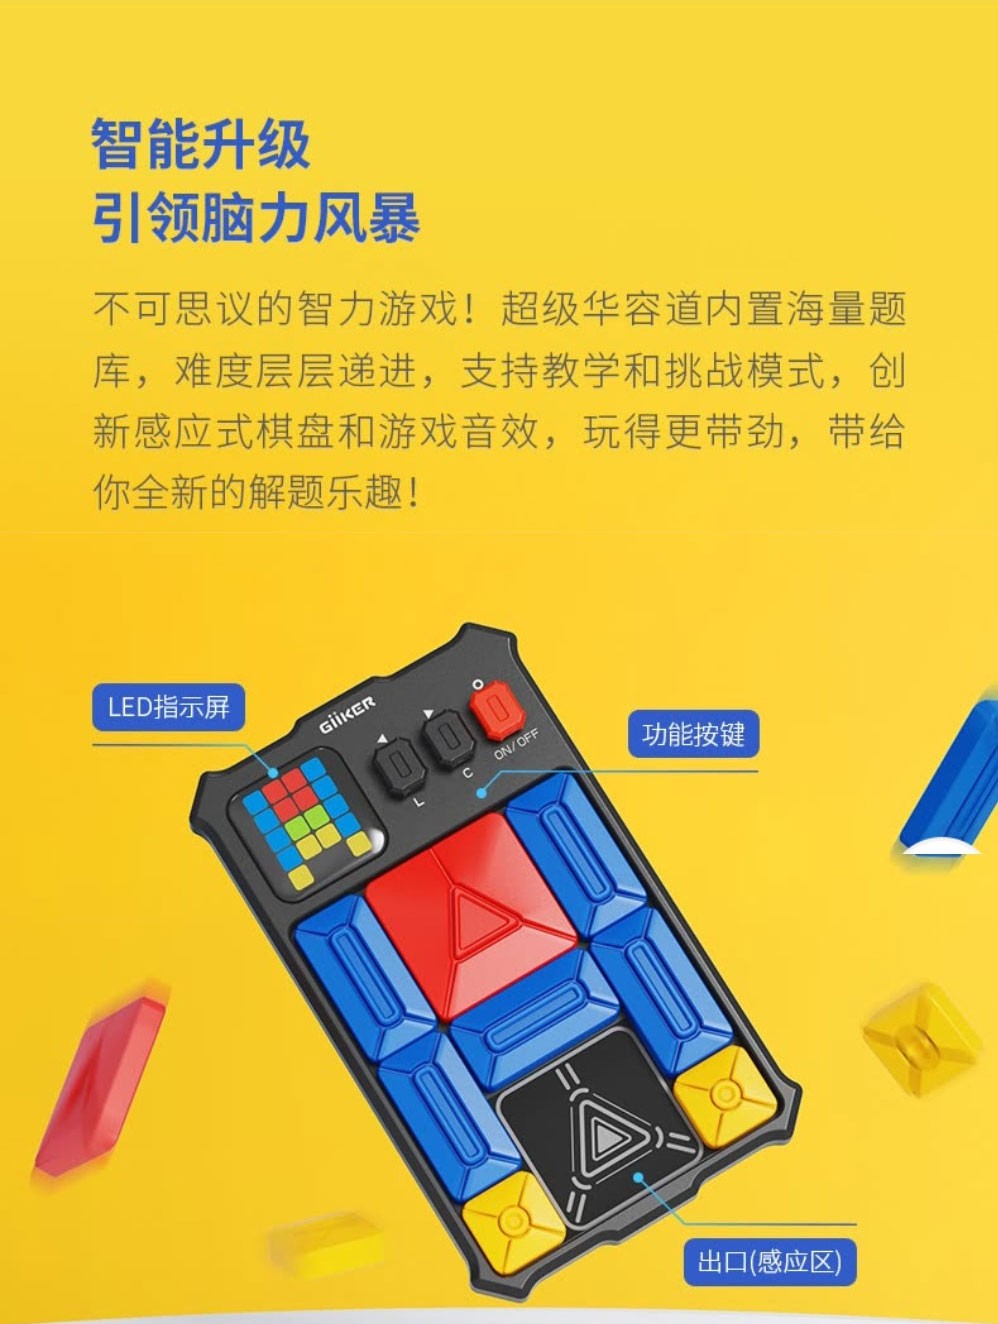 智能升级
引领脑力风暴
不可思议的智力游戏！超级华容道内置海量题
库，难度层层递进，支持教学和挑战模式，创
新感应式棋盘和游戏音效，玩得更带劲，带给
你全新的解题乐趣！
LED指示屏
GiiKER
ON/OFF
C
L
功能按键
出口(感应区)